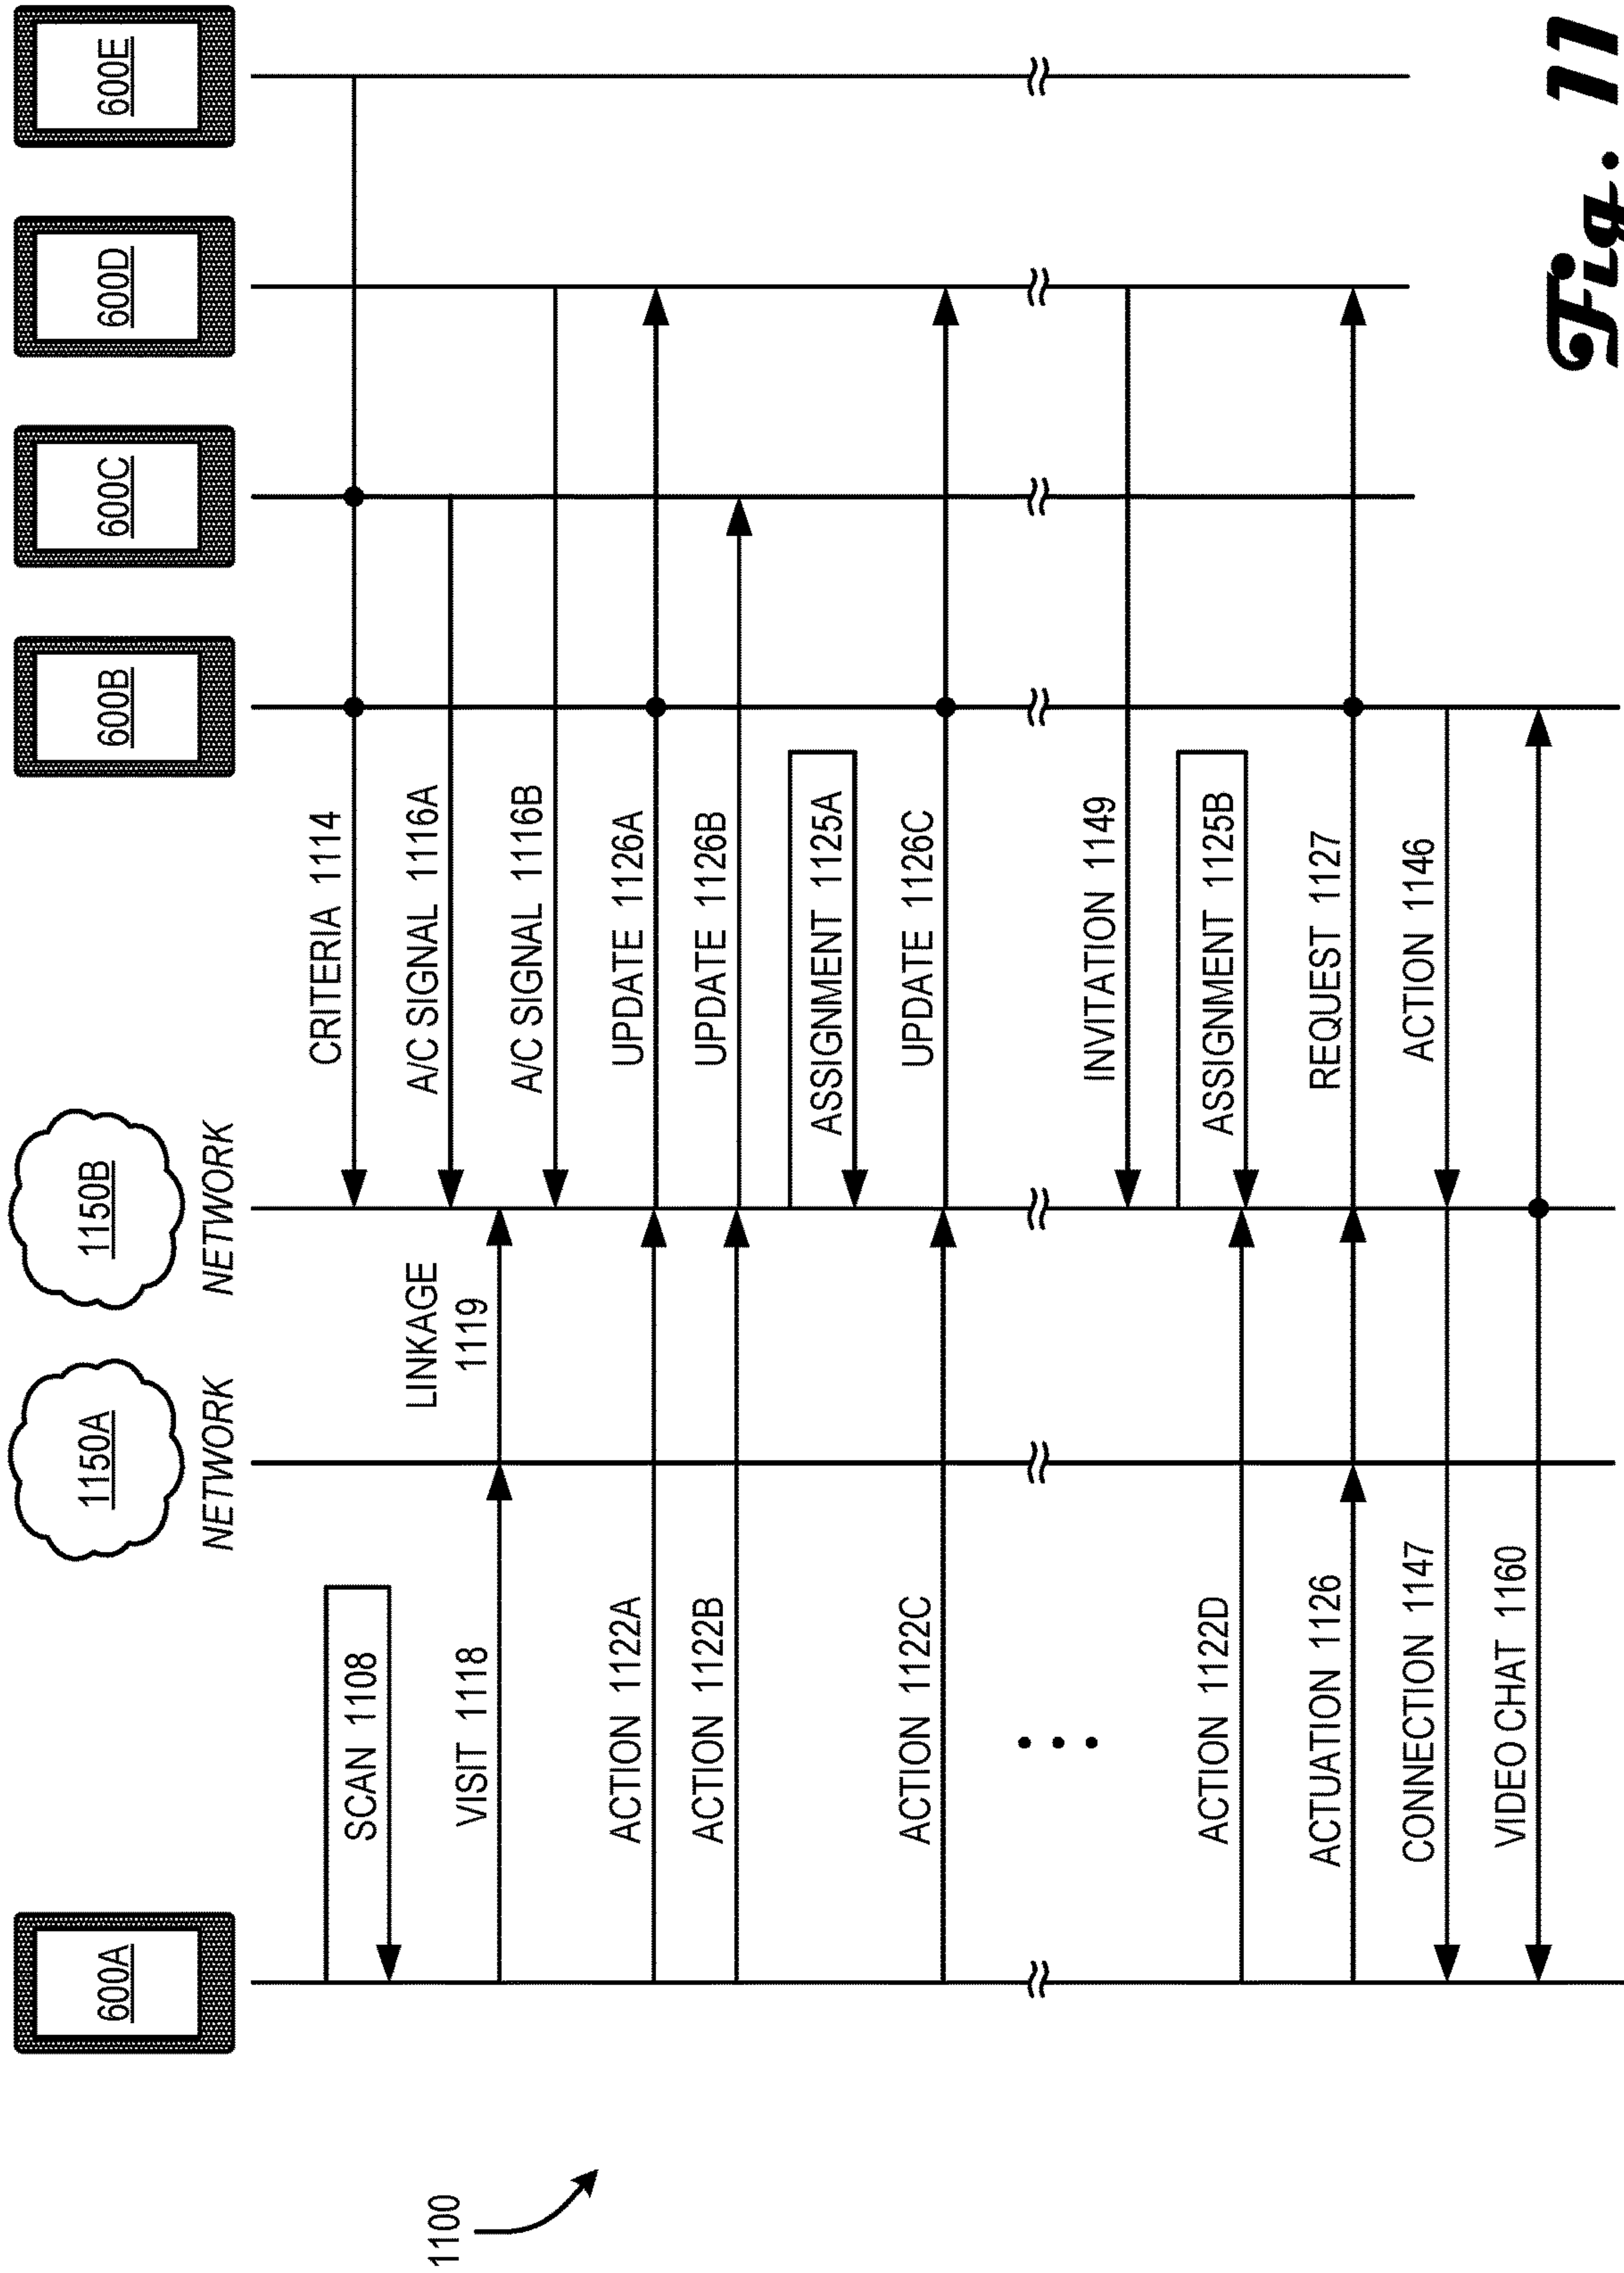 1100
600A
1150A
NETWORK
1150B
NETWORK
600B
600C
600D
600E
SCAN 1108
CRITERIA 1114
VISIT 1118
LINKAGE
1119
A/C SIGNAL 1116A
A/C SIGNAL 1116B
ACTION 1122A
UPDATE 1126A
ACTION 1122B
UPDATE 1126B
ASSIGNMENT 1125A
ACTION 1122C
UPDATE 1126C
INVITATION 1149
ACTION 1122D
ASSIGNMENT 1125B
ACTUATION 1126
REQUEST 1127
CONNECTION 1147
ACTION 1146
VIDEO CHAT 1160
Fig. 11